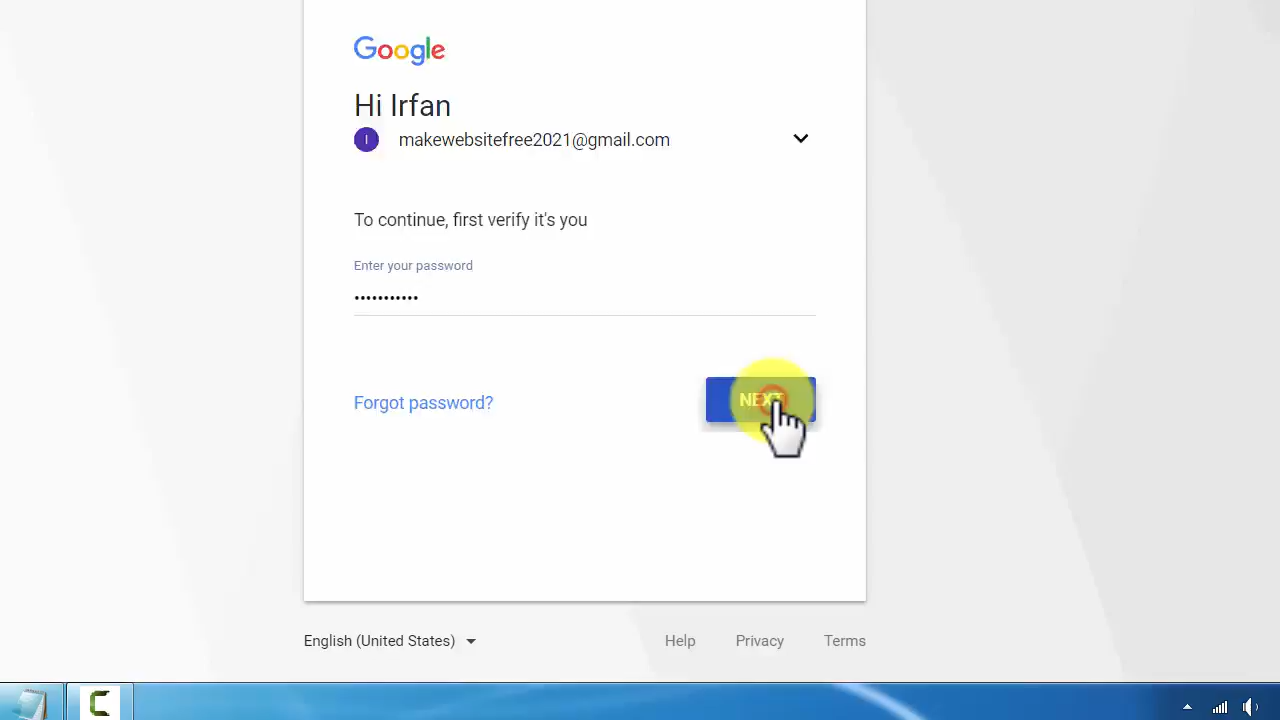 Google
Hi Irfan
I makewebsitefree2021@gmail.com
To continue, first verify it's you
Enter your password
•••••••••••
Forgot password?
NEXT
English (United States)
Help Privacy Terms